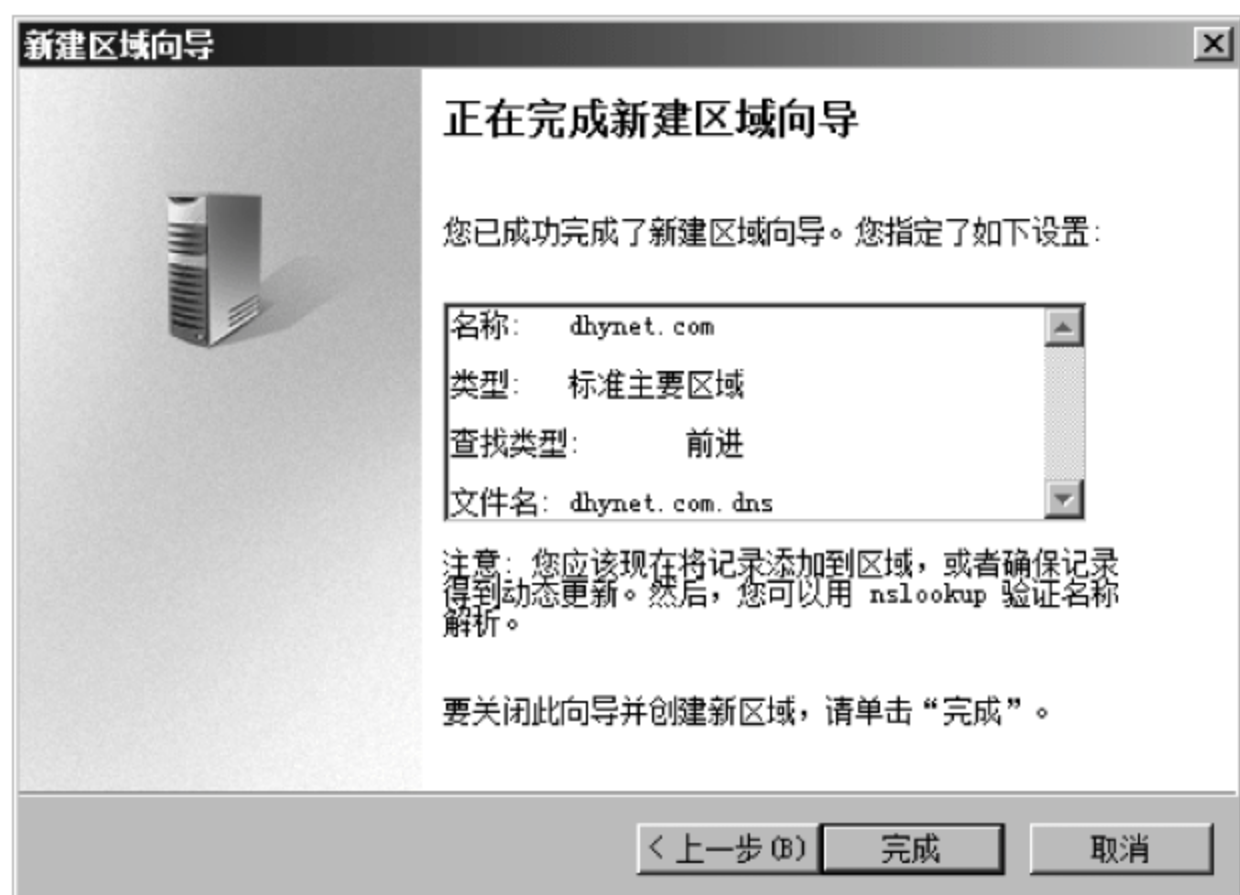 新建区域向导
正在完成新建区域向导
您已成功完成了新建区域向导。您指定了如下设置:
名称: dhynet.com
类型: 标准主要区域
查找类型: 前进
文件名: dhynet.com.dns
注意: 您应该现在将记录添加到区域，或者确保记录
得到动态更新。然后，您可以用 nslookup 验证名称
解析。
要关闭此向导并创建新区域，请单击“完成”。
< 上一步(B) 完成 取消